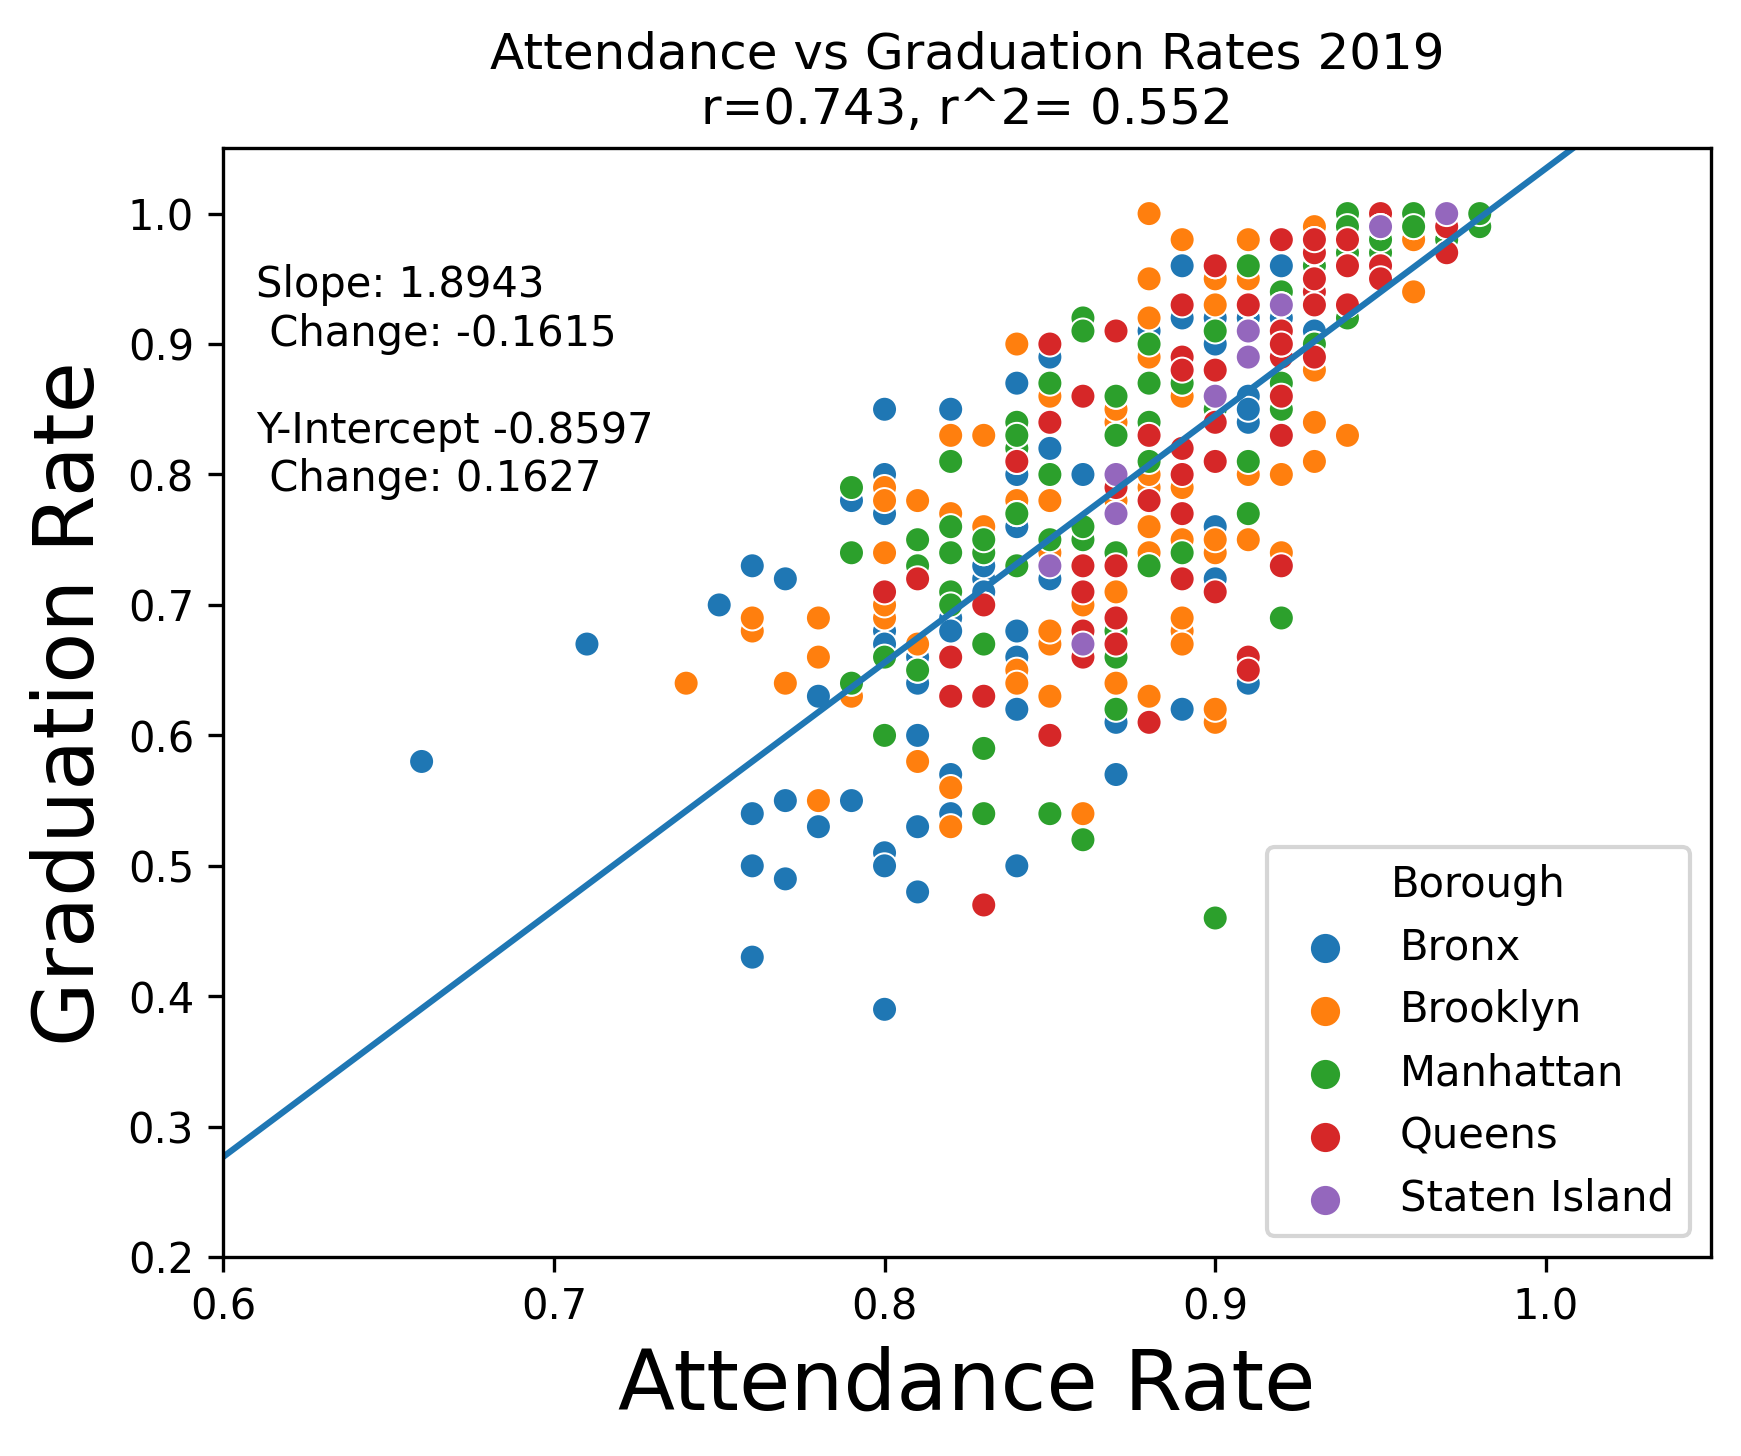 Attendance vs Graduation Rates 2019
r=0.743, r^2= 0.552
Graduation Rate
1.0
0.9
0.8
0.7
0.6
0.5
0.4
0.3
0.2
Slope: 1.8943
Change: -0.1615
Y-Intercept -0.8597
Change: 0.1627
Borough
Bronx
Brooklyn
Manhattan
Queens
Staten Island
0.6 0.7 0.8 0.9 1.0
Attendance Rate